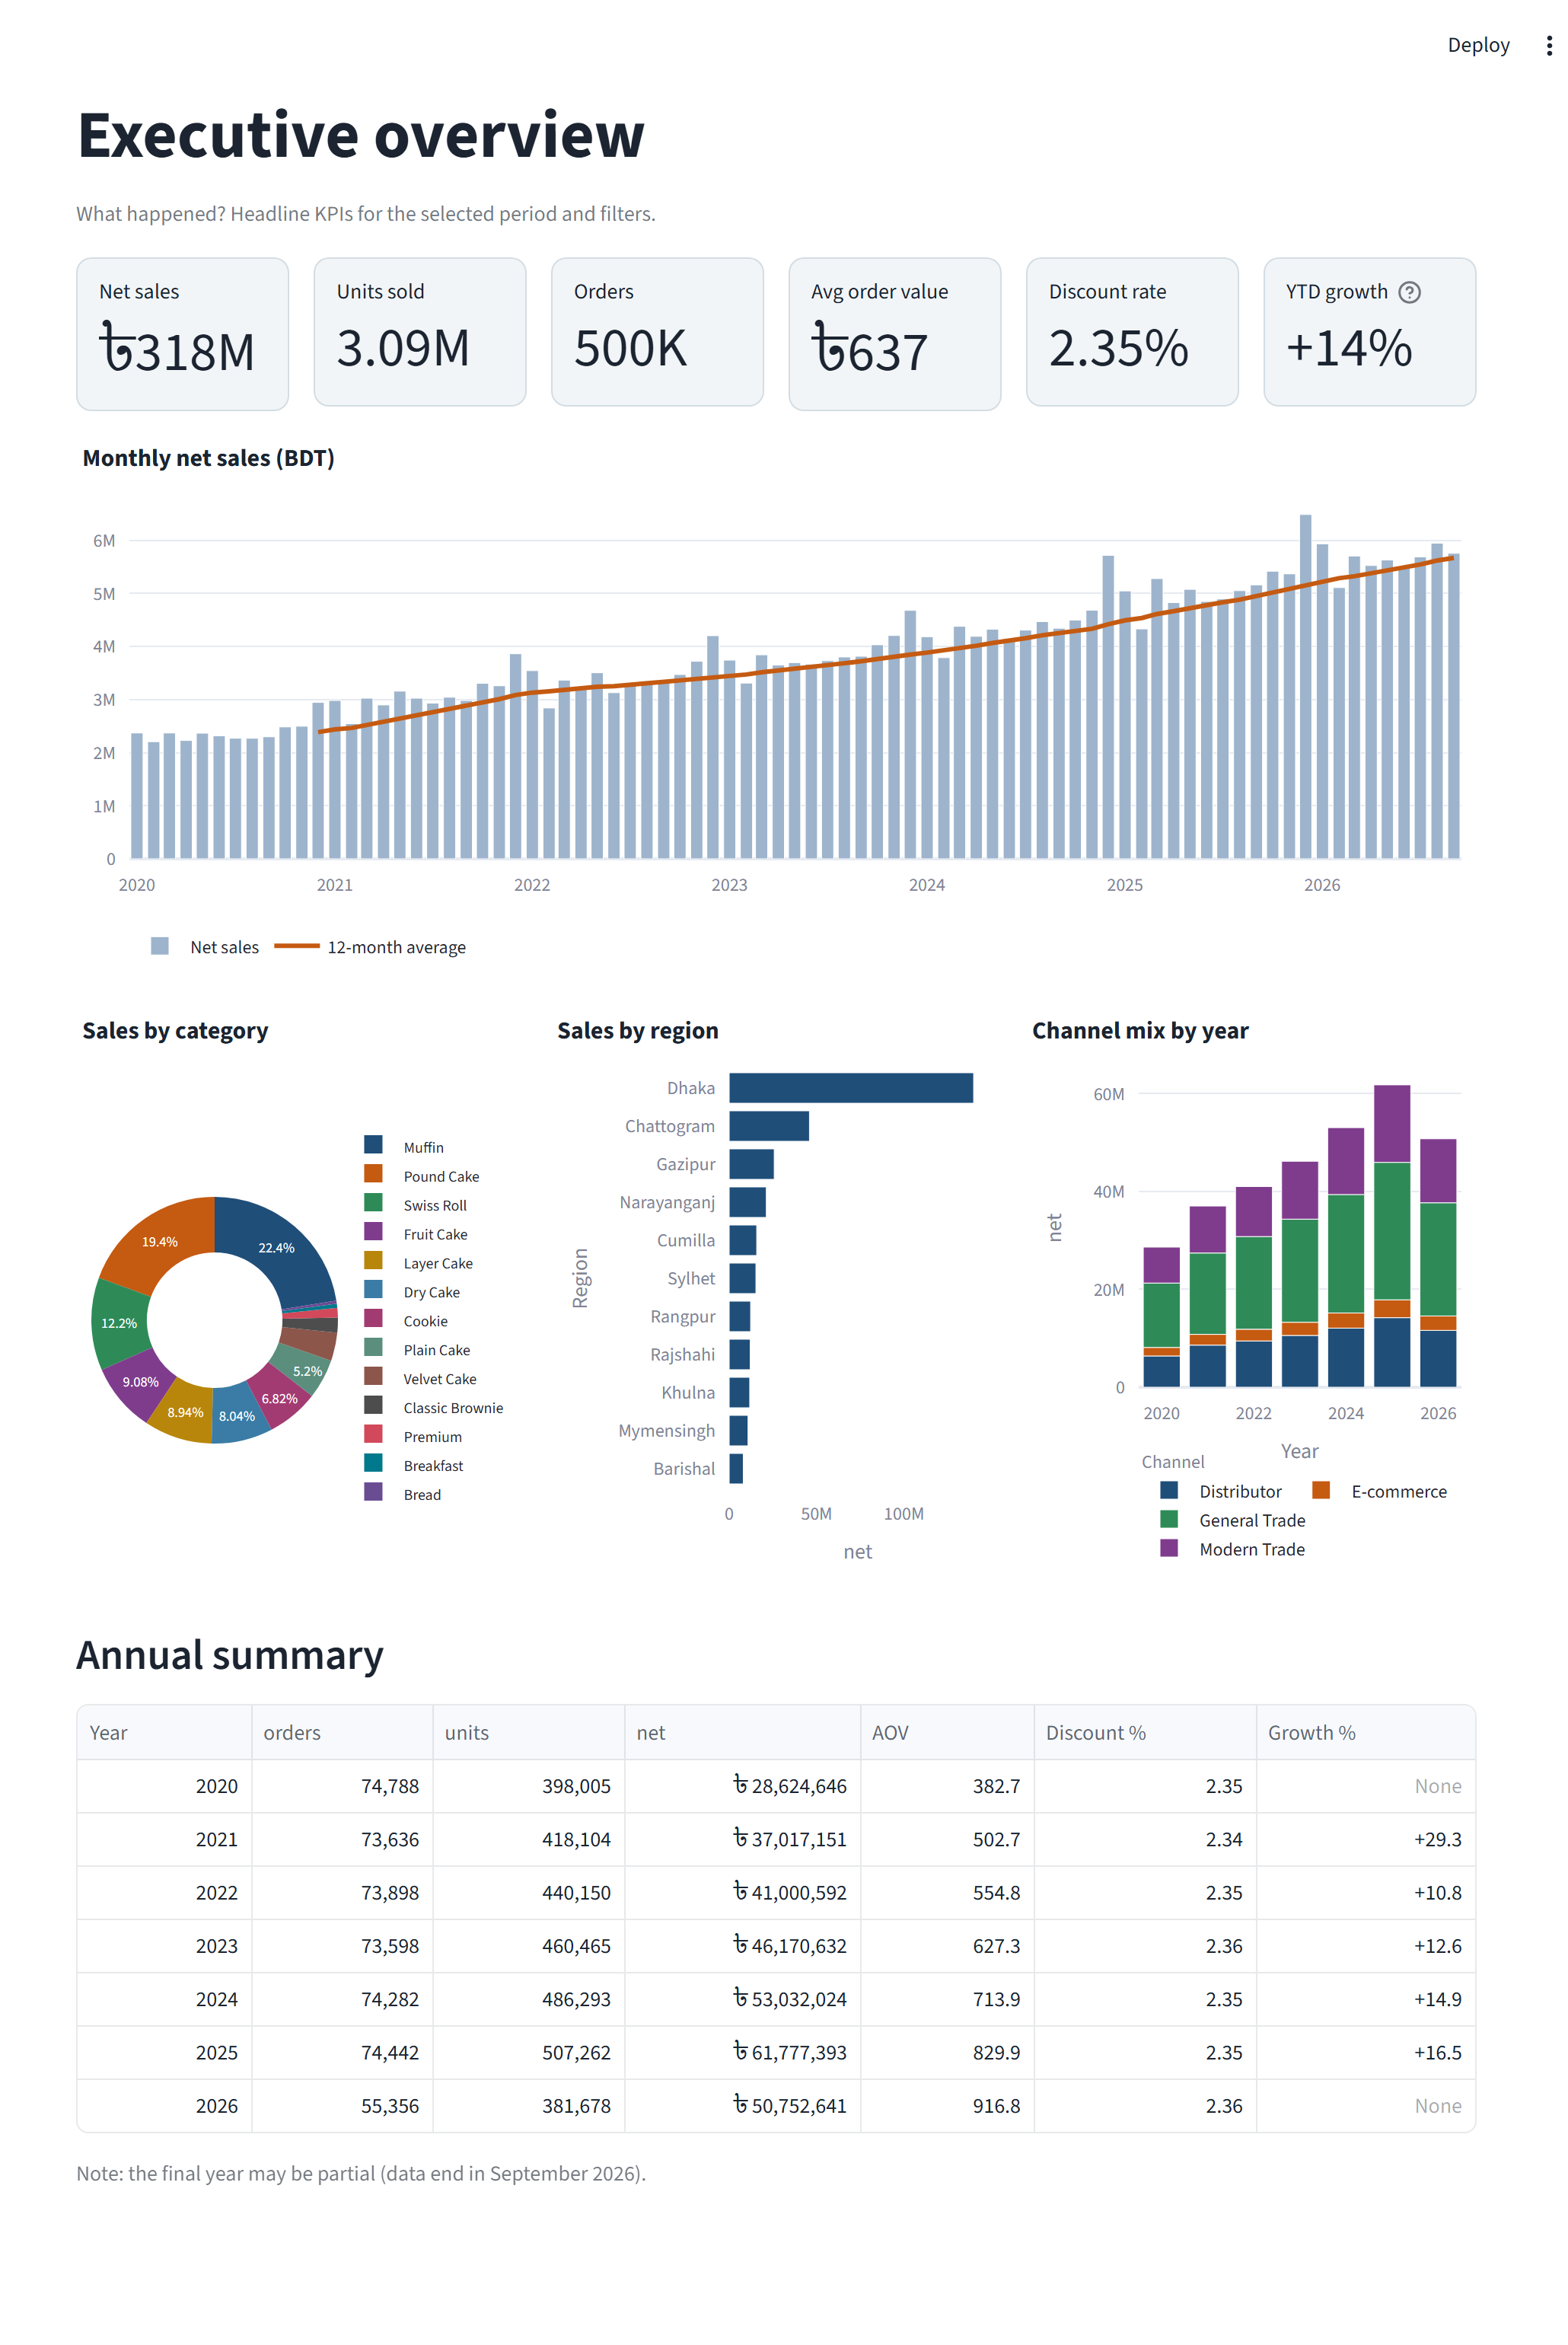 Deploy
Executive overview
What happened? Headline KPIs for the selected period and filters.
Net sales
৳318M
Units sold
3.09M
Orders
500K
Avg order value
৳637
Discount rate
2.35%
YTD growth
+14%
Monthly net sales (BDT)
6M
5M
4M
3M
2M
1M
0
2020 2021 2022 2023 2024 2025 2026
Net sales 12-month average
Sales by category
22.4%
19.4%
12.2%
9.08%
8.94%
8.04%
6.82%
5.2%
Muffin
Pound Cake
Swiss Roll
Fruit Cake
Layer Cake
Dry Cake
Cookie
Plain Cake
Velvet Cake
Classic Brownie
Premium
Breakfast
Bread
Sales by region
Region
Dhaka
Chattogram
Gazipur
Narayanganj
Cumilla
Sylhet
Rangpur
Rajshahi
Khulna
Mymensingh
Barishal
0 50M 100M
net
Channel mix by year
net
60M
40M
20M
0
2020 2022 2024 2026
Year
Channel
Distributor E-commerce
General Trade
Modern Trade
Annual summary
Year orders units net AOV Discount % Growth %
2020 74,788 398,005 ৳ 28,624,646 382.7 2.35 None
2021 73,636 418,104 ৳ 37,017,151 502.7 2.34 +29.3
2022 73,898 440,150 ৳ 41,000,592 554.8 2.35 +10.8
2023 73,598 460,465 ৳ 46,170,632 627.3 2.36 +12.6
2024 74,282 486,293 ৳ 53,032,024 713.9 2.35 +14.9
2025 74,442 507,262 ৳ 61,777,393 829.9 2.35 +16.5
2026 55,356 381,678 ৳ 50,752,641 916.8 2.36 None
Note: the final year may be partial (data end in September 2026).